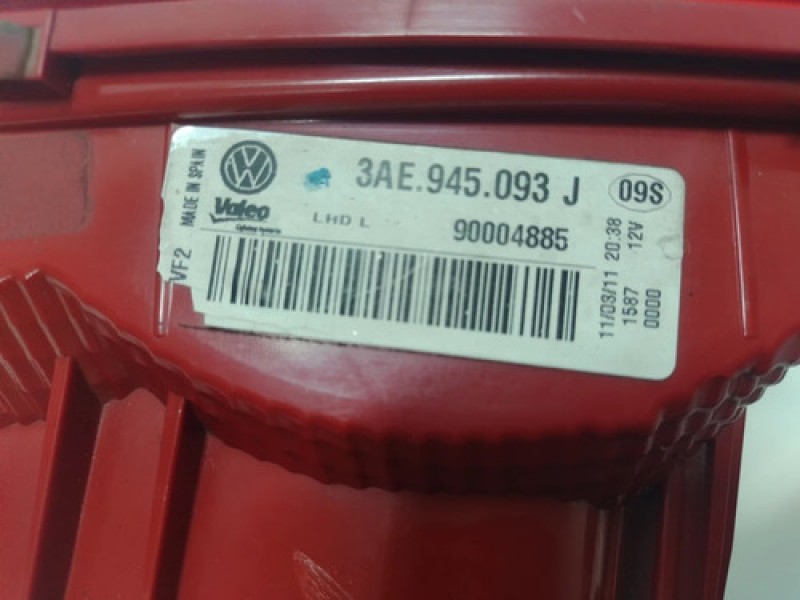 3AE.945.093 J
09S
MADE IN SPAIN
Valeo
LHD L
90004885
VF2
11/03/11 20:38
1587 12V
0000